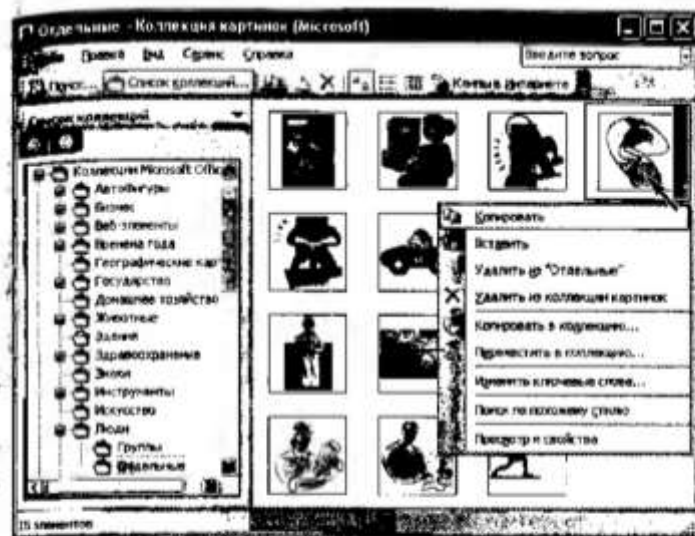 Отдельные - Коллекция картинок (Microsoft)
Правка Вид Сервис Справка
Введите вопрос
Поиск... Список коллекций... Клипы в Интернете
Список коллекций
Коллекции Microsoft Office
Автофигуры
Бизнес
Веб-элементы
Времена года
Географические кар
Государство
Домашнее хозяйство
Животные
Здания
Здравоохранение
Знаки
Инструменты
Искусство
Люди
Группы
Отдельные
Копировать
Вставить
Удалить из "Отдельные"
Удалить из коллекции картинок
Копировать в коллекцию...
Переместить в коллекцию...
Изменить ключевые слова...
Поиск по похожему стилю
Просмотр и свойства
15 элементов